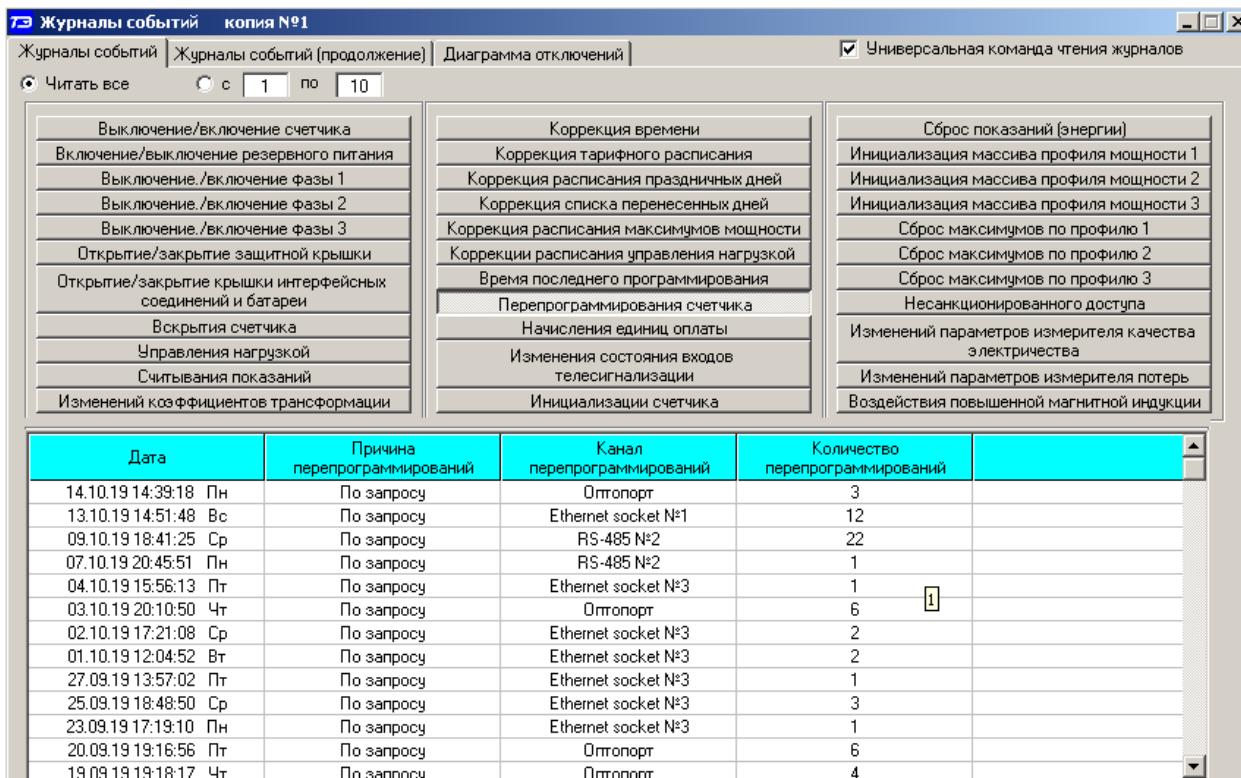 ТЭ Журналы событий копия №1
Журналы событий Журналы событий (продолжение) Диаграмма отключений Универсальная команда чтения журналов
Читать все с 1 по 10
Выключение/включение счетчика
Включение/выключение резервного питания
Выключение./включение фазы 1
Выключение./включение фазы 2
Выключение./включение фазы 3
Открытие/закрытие защитной крышки
Открытие/закрытие крышки интерфейсных
соединений и батареи
Вскрытия счетчика
Управления нагрузкой
Считывания показаний
Изменений коэффициентов трансформации
Коррекция времени
Коррекция тарифного расписания
Коррекция расписания праздничных дней
Коррекция списка перенесенных дней
Коррекция расписания максимумов мощности
Коррекции расписания управления нагрузкой
Время последнего программирования
Перепрограммирования счетчика
Начисления единиц оплаты
Изменения состояния входов
телесигнализации
Инициализации счетчика
Сброс показаний (энергии)
Инициализация массива профиля мощности 1
Инициализация массива профиля мощности 2
Инициализация массива профиля мощности 3
Сброс максимумов по профилю 1
Сброс максимумов по профилю 2
Сброс максимумов по профилю 3
Несанкционированного доступа
Изменений параметров измерителя качества
электричества
Изменений параметров измерителя потерь
Воздействия повышенной магнитной индукции
Дата Причина перепрограммирований Канал перепрограммирований Количество перепрограммирований
14.10.19 14:39:18 Пн По запросу Оптопорт 3
13.10.19 14:51:48 Вс По запросу Ethernet socket №1 12
09.10.19 18:41:25 Ср По запросу RS-485 №2 22
07.10.19 20:45:51 Пн По запросу RS-485 №2 1
04.10.19 15:56:13 Пт По запросу Ethernet socket №3 1
1
03.10.19 20:10:50 Чт По запросу Оптопорт 6
02.10.19 17:21:08 Ср По запросу Ethernet socket №3 2
01.10.19 12:04:52 Вт По запросу Ethernet socket №3 2
27.09.19 13:57:02 Пт По запросу Ethernet socket №3 1
25.09.19 18:48:50 Ср По запросу Ethernet socket №3 3
23.09.19 17:19:10 Пн По запросу Ethernet socket №3 1
20.09.19 19:16:56 Пт По запросу Оптопорт 6
19.09.19 19:18:17 Чт По запросу Оптопорт 4